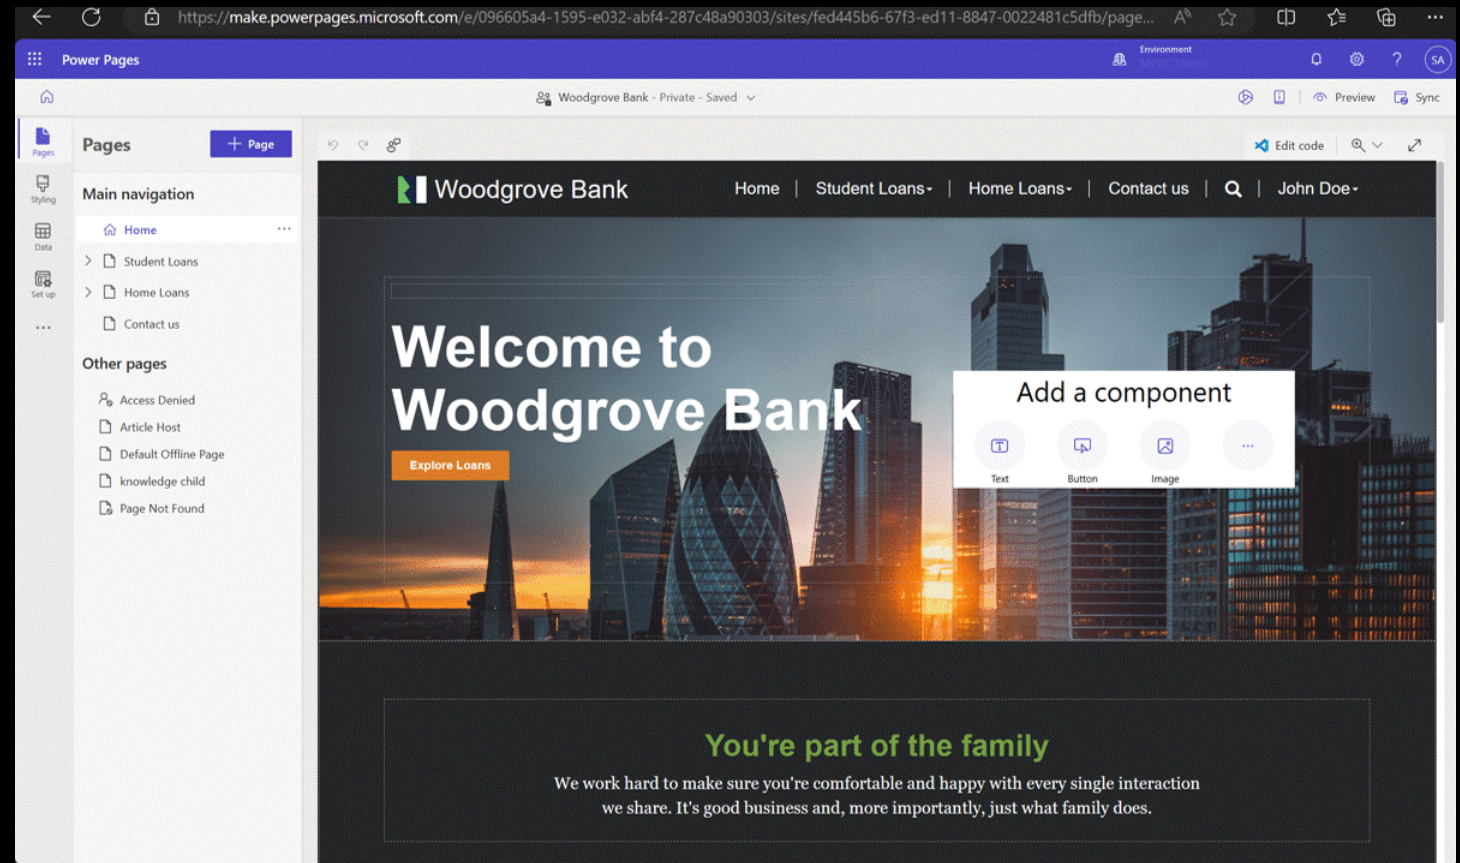 https://make.powerpages.microsoft.com/e/096605a4-1595-e032-abf4-287c48a90303/sites/fed445b6-67f3-ed11-8847-0022481c5dfb/page...
Power Pages
Environment
SA
Woodgrove Bank - Private - Saved
Preview
Sync
Pages
Styling
Data
Set up
Pages
+ Page
Main navigation
Home
Student Loans
Home Loans
Contact us
Other pages
Access Denied
Article Host
Default Offline Page
knowledge child
Page Not Found
Edit code
Woodgrove Bank
Home | Student Loans | Home Loans | Contact us | John Doe
Welcome to
Woodgrove Bank
Explore Loans
Add a component
Text Button Image
You're part of the family
We work hard to make sure you're comfortable and happy with every single interaction
we share. It's good business and, more importantly, just what family does.